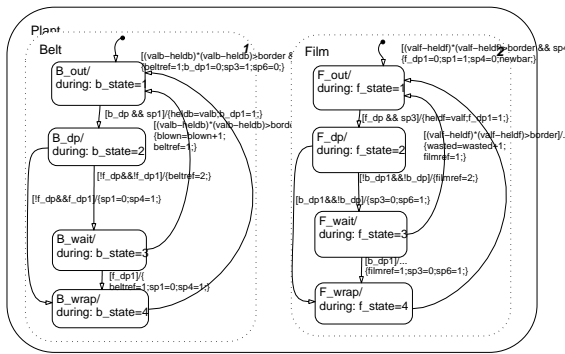 Plant
Belt
1
[(valb-heldb)*(valb-heldb)>border &
{beltref=1;b_dp1=0;sp3=1;sp6=0;}
B_out/
during: b_state=1
[b_dp && sp1]/{heldb=valb;b_dp1=1;}
[(valb-heldb)*(valb-heldb)>bord
{blown=blown+1;
beltref=1;}
B_dp/
during: b_state=2
[!f_dp&&!f_dp1]/{beltref=2;}
[!f_dp&&f_dp1]/{sp1=0;sp4=1;}
B_wait/
during: b_state=3
[f_dp1]/{
beltref=1;sp1=0;sp4=1;}
B_wrap/
during: b_state=4
Film
2
[(valf-heldf)*(valf-heldf)>border && sp4
{f_dp1=0;sp1=1;sp4=0;newbar;}
F_out/
during: f_state=1
[f_dp && sp3]/{heldf=valf;f_dp1=1;}
[(valf-heldf)*(valf-heldf)>border]/..
{wasted=wasted+1;
filmref=1;}
F_dp/
during: f_state=2
[!b_dp1&&!b_dp]/{filmref=2;}
[b_dp1&&!b_dp]/{sp3=0;sp6=1;}
F_wait/
during: f_state=3
[b_dp1]/...
{filmref=1;sp3=0;sp6=1;}
F_wrap/
during: f_state=4